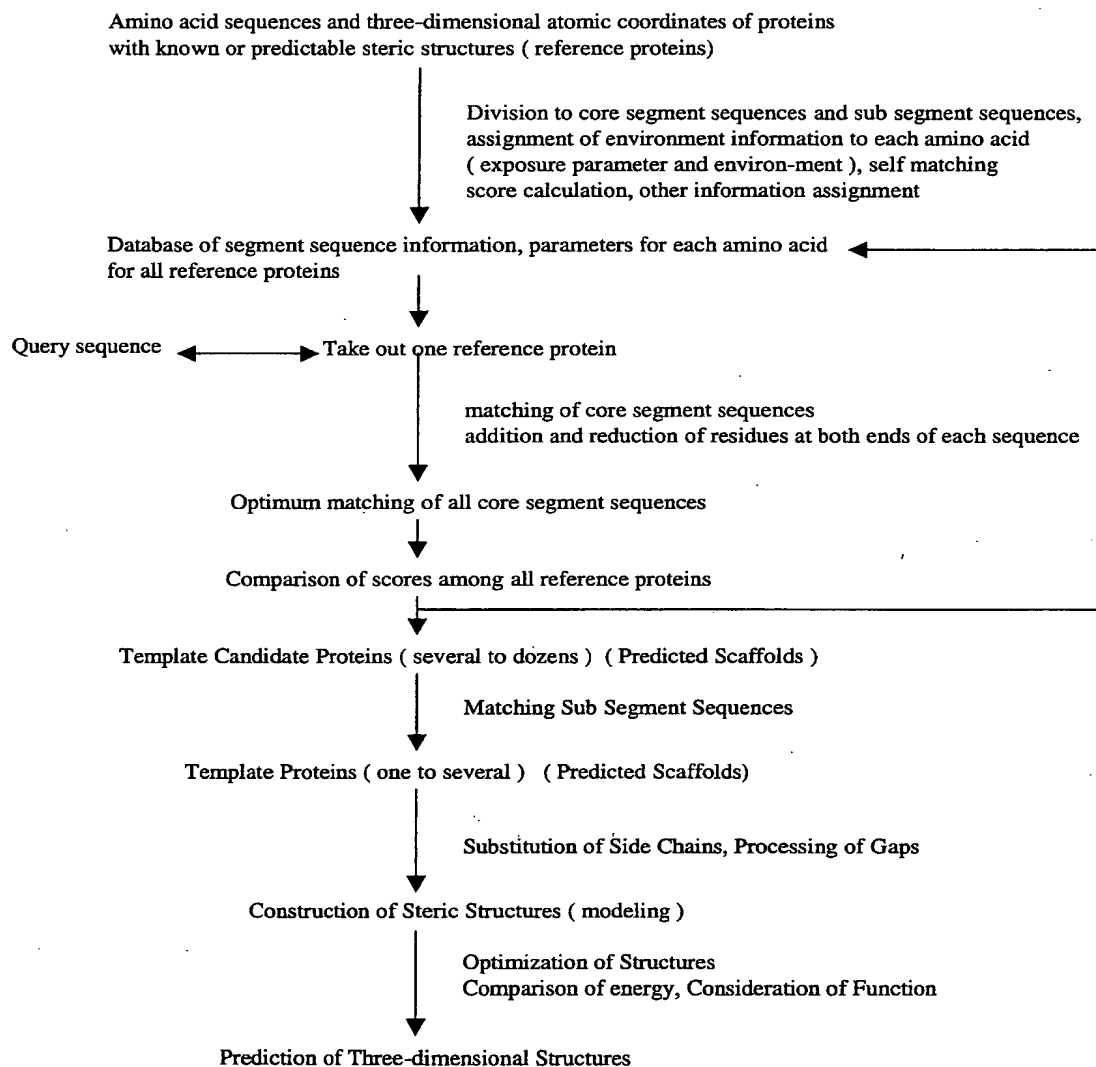 Amino acid sequences and three-dimensional atomic coordinates of proteins
with known or predictable steric structures ( reference proteins)
Division to core segment sequences and sub segment sequences,
assignment of environment information to each amino acid
( exposure parameter and environ-ment ), self matching
score calculation, other information assignment
Database of segment sequence information, parameters for each amino acid
for all reference proteins
Query sequence
Take out one reference protein
matching of core segment sequences
addition and reduction of residues at both ends of each sequence
Optimum matching of all core segment sequences
Comparison of scores among all reference proteins
Template Candidate Proteins ( several to dozens ) ( Predicted Scaffolds )
Matching Sub Segment Sequences
Template Proteins ( one to several ) ( Predicted Scaffolds)
Substitution of Side Chains, Processing of Gaps
Construction of Steric Structures ( modeling )
Optimization of Structures
Comparison of energy, Consideration of Function
Prediction of Three-dimensional Structures